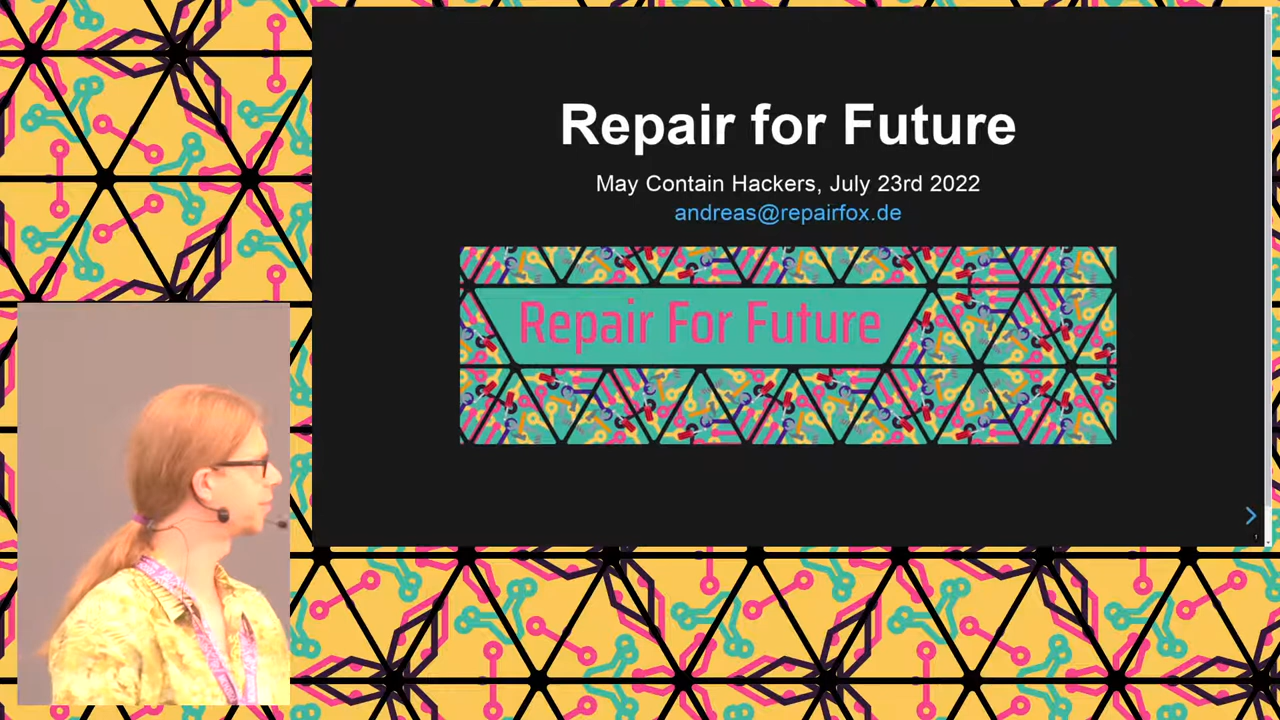 Repair for Future
May Contain Hackers, July 23rd 2022
andreas@repairfox.de
Repair For Future